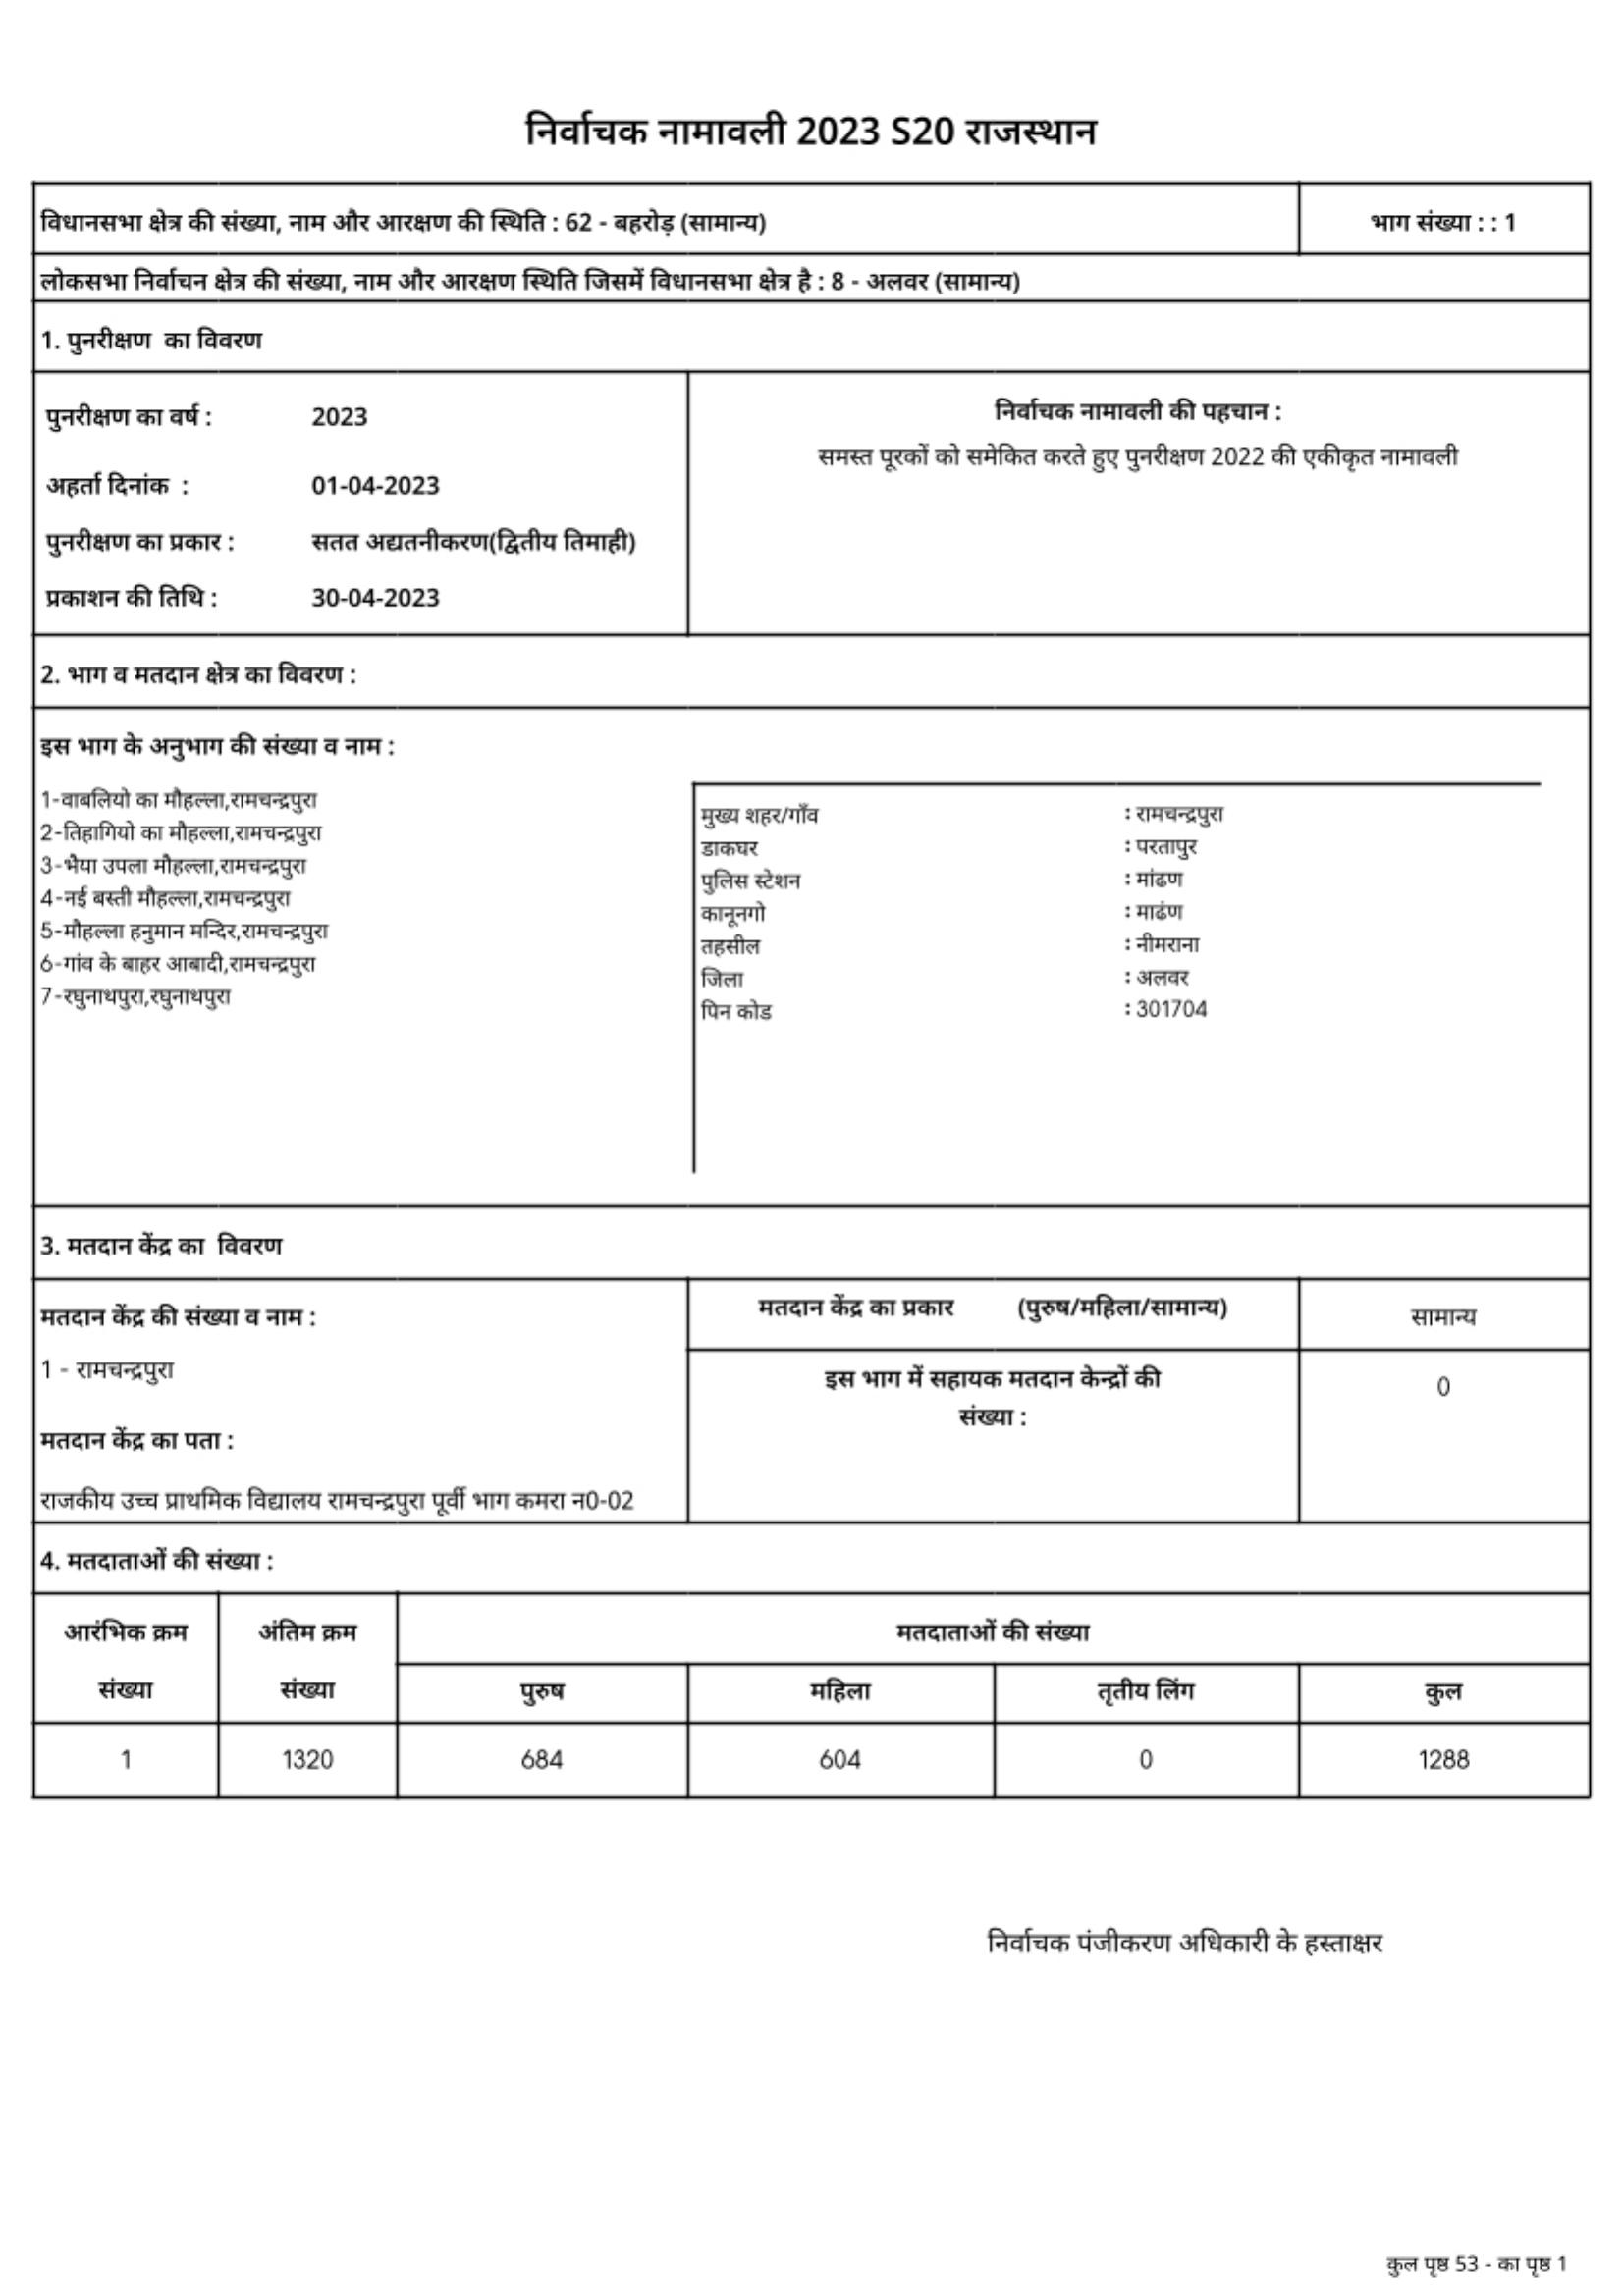 निर्वाचक नामावली 2023 S20 राजस्थान
विधानसभा क्षेत्र की संख्या, नाम और आरक्षण की स्थिति : 62 - बहरोड़ (सामान्य)
भाग संख्या : : 1
लोकसभा निर्वाचन क्षेत्र की संख्या, नाम और आरक्षण स्थिति जिसमें विधानसभा क्षेत्र है : 8 - अलवर (सामान्य)
1. पुनरीक्षण का विवरण
पुनरीक्षण का वर्ष : 2023
अहर्ता दिनांक : 01-04-2023
पुनरीक्षण का प्रकार : सतत अद्यतनीकरण(द्वितीय तिमाही)
प्रकाशन की तिथि : 30-04-2023
निर्वाचक नामावली की पहचान :
समस्त पूरकों को समेकित करते हुए पुनरीक्षण 2022 की एकीकृत नामावली
2. भाग व मतदान क्षेत्र का विवरण :
इस भाग के अनुभाग की संख्या व नाम :
1-वाबलियो का मौहल्ला,रामचन्द्रपुरा
2-तिहागियो का मौहल्ला,रामचन्द्रपुरा
3-भैया उपला मौहल्ला,रामचन्द्रपुरा
4-नई बस्ती मौहल्ला,रामचन्द्रपुरा
5-मौहल्ला हनुमान मन्दिर,रामचन्द्रपुरा
6-गांव के बाहर आबादी,रामचन्द्रपुरा
7-रघुनाथपुरा,रघुनाथपुरा
मुख्य शहर/गाँव : रामचन्द्रपुरा
डाकघर : परतापुर
पुलिस स्टेशन : मांढण
कानूनगो : माढंण
तहसील : नीमराना
जिला : अलवर
पिन कोड : 301704
3. मतदान केंद्र का विवरण
मतदान केंद्र की संख्या व नाम :
1 - रामचन्द्रपुरा
मतदान केंद्र का पता :
राजकीय उच्च प्राथमिक विद्यालय रामचन्द्रपुरा पूर्वी भाग कमरा न0-02
मतदान केंद्र का प्रकार (पुरुष/महिला/सामान्य)
सामान्य
इस भाग में सहायक मतदान केन्द्रों की
संख्या :
0
4. मतदाताओं की संख्या :
आरंभिक क्रम अंतिम क्रम मतदाताओं की संख्या
संख्या संख्या पुरुष महिला तृतीय लिंग कुल
1 1320 684 604 0 1288
निर्वाचक पंजीकरण अधिकारी के हस्ताक्षर
कुल पृष्ठ 53 - का पृष्ठ 1